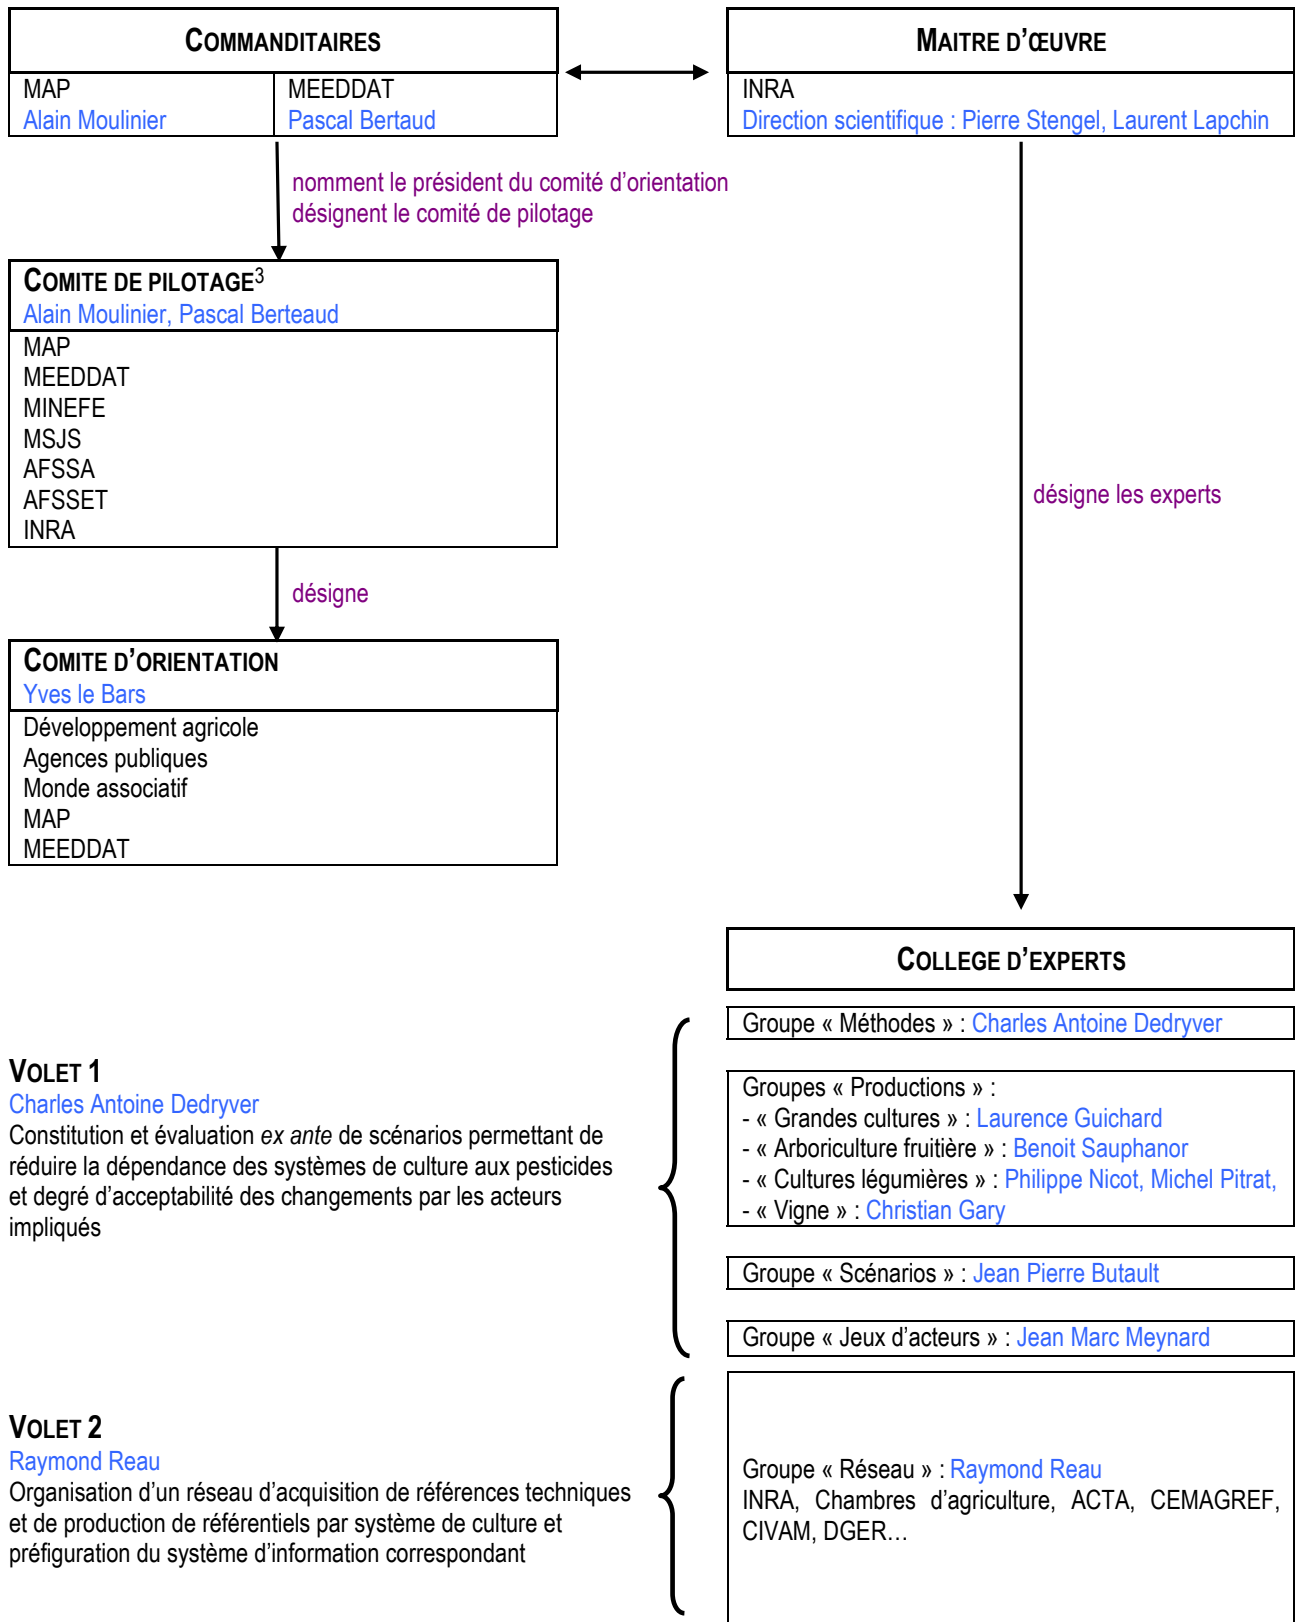 COMMANDITAIRES
MAP
Alain Moulinier
MEEDDAT
Pascal Bertaud
MAITRE D'ŒUVRE
INRA
Direction scientifique : Pierre Stengel, Laurent Lapchin
nomment le président du comité d'orientation
désignent le comité de pilotage
COMITE DE PILOTAGE3
Alain Moulinier, Pascal Berteaud
MAP
MEEDDAT
MINEFE
MSJS
AFSSA
AFSSET
INRA
désigne les experts
désigne
COMITE D'ORIENTATION
Yves le Bars
Développement agricole
Agences publiques
Monde associatif
MAP
MEEDDAT
COLLEGE D'EXPERTS
VOLET 1
Charles Antoine Dedryver
Constitution et évaluation ex ante de scénarios permettant de
réduire la dépendance des systèmes de culture aux pesticides
et degré d'acceptabilité des changements par les acteurs
impliqués
Groupe « Méthodes » : Charles Antoine Dedryver
Groupes « Productions » :
- « Grandes cultures » : Laurence Guichard
- « Arboriculture fruitière » : Benoit Sauphanor
- « Cultures légumières » : Philippe Nicot, Michel Pitrat,
- « Vigne » : Christian Gary
Groupe « Scénarios » : Jean Pierre Butault
Groupe « Jeux d'acteurs » : Jean Marc Meynard
VOLET 2
Raymond Reau
Organisation d'un réseau d'acquisition de références techniques
et de production de référentiels par système de culture et
préfiguration du système d'information correspondant
Groupe « Réseau » : Raymond Reau
INRA, Chambres d'agriculture, ACTA, CEMAGREF,
CIVAM, DGER…